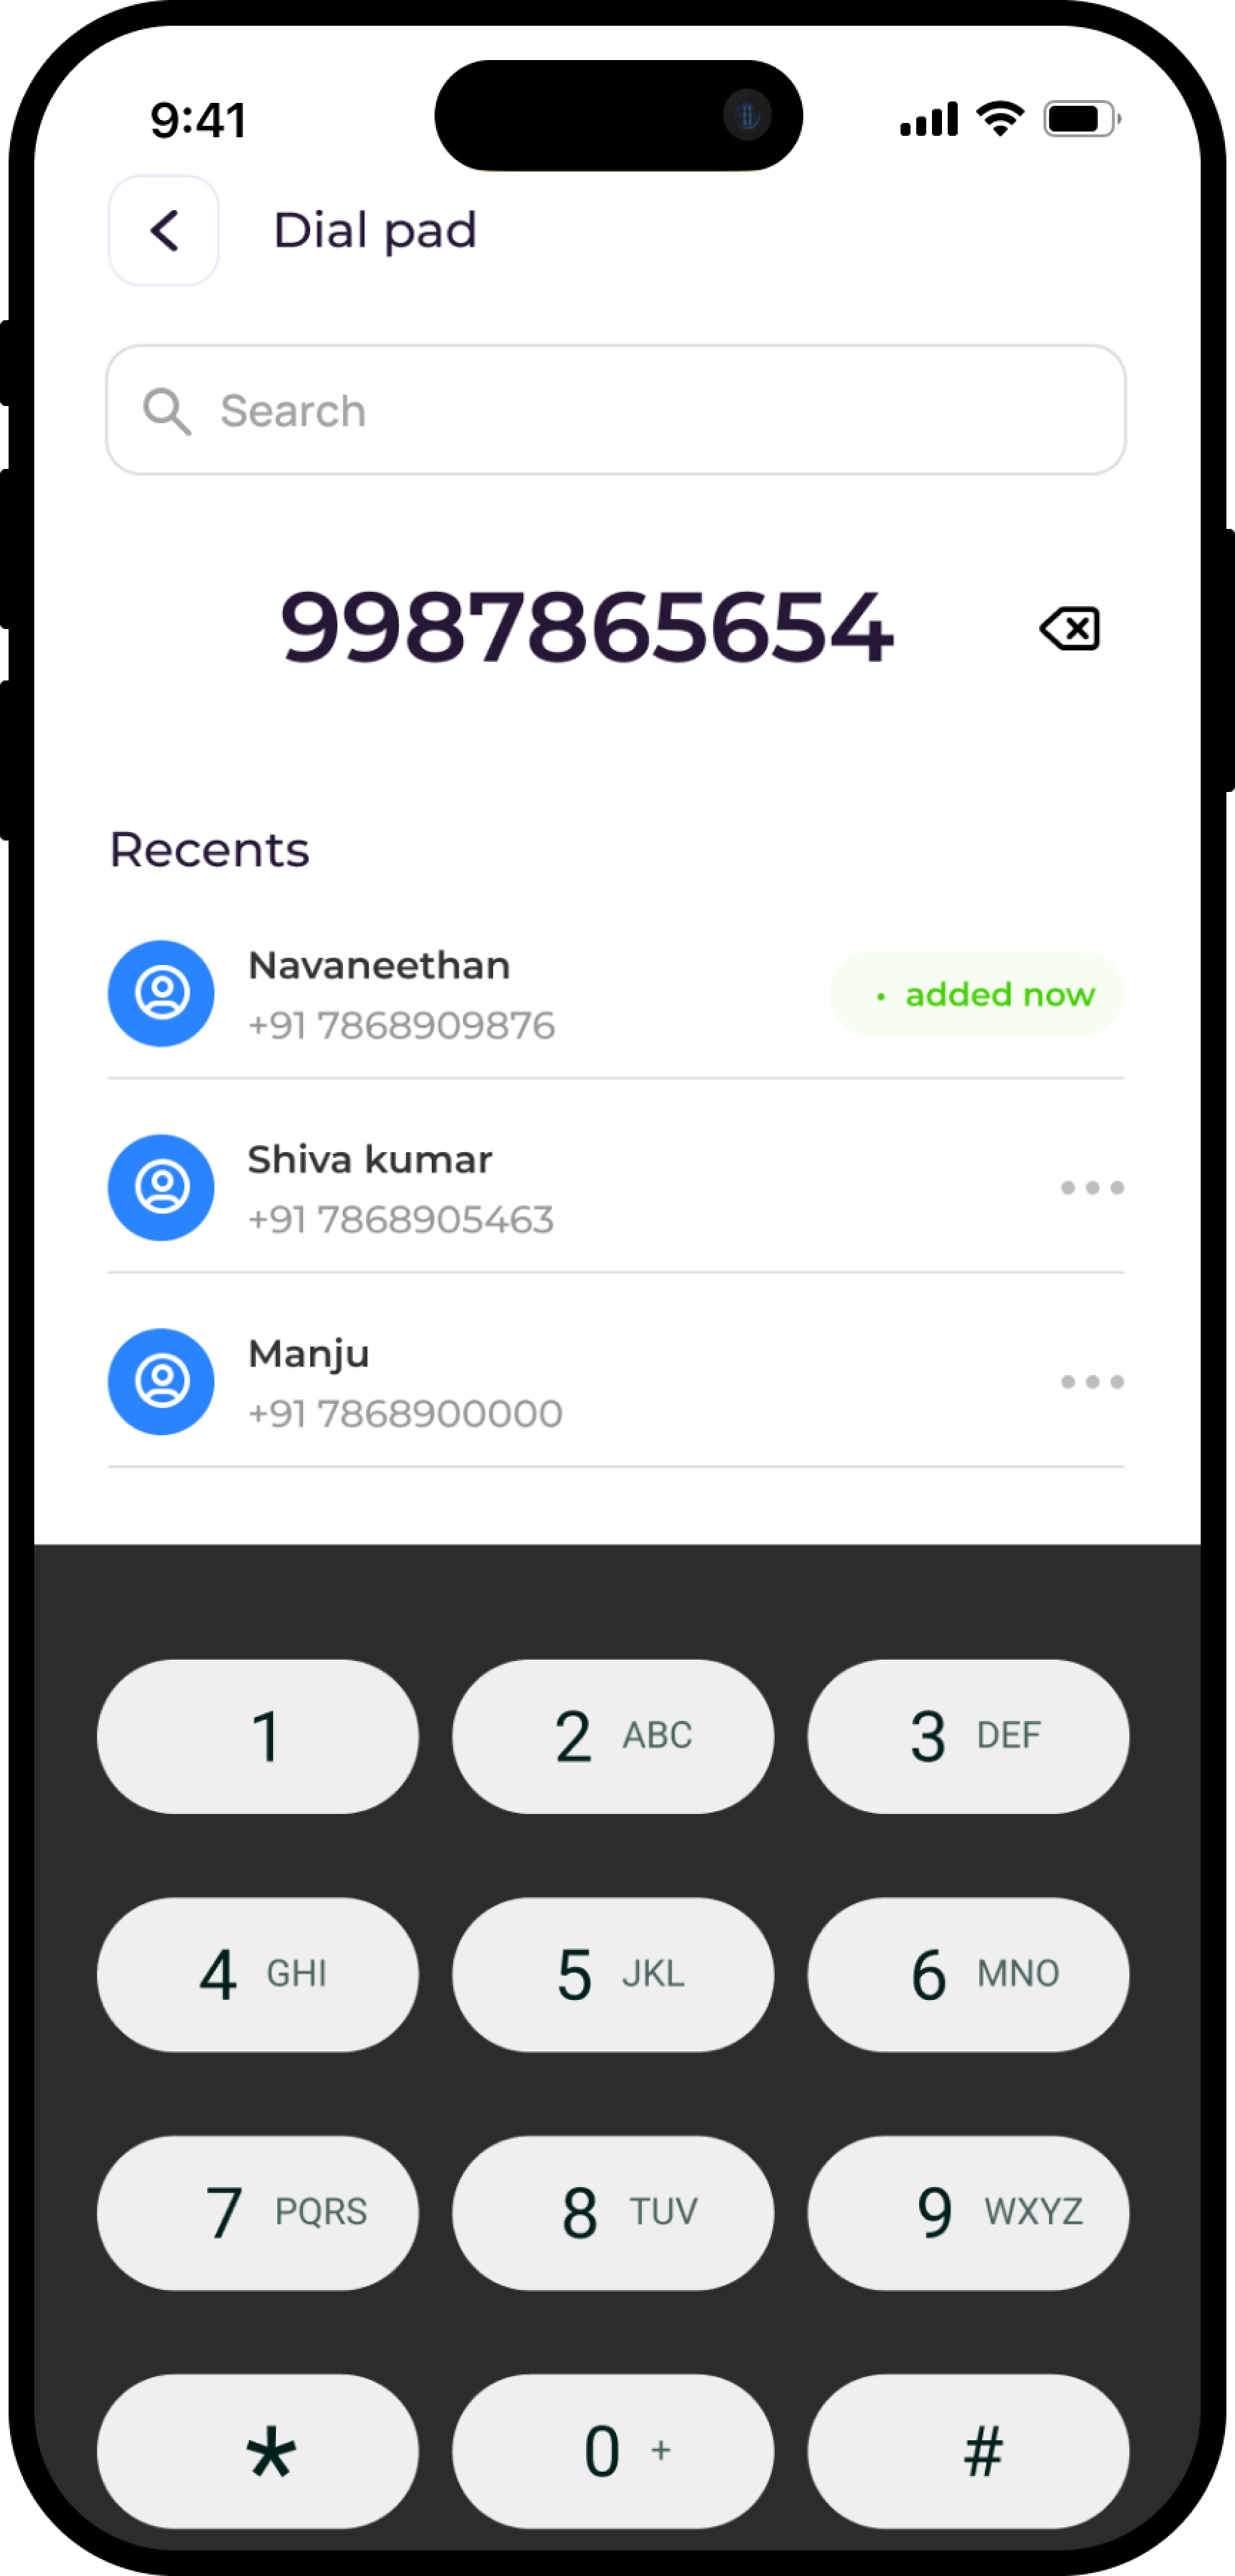 9:41
Dial pad
Search
9987865654
Recents
Navaneethan
+91 7868909876
• added now
Shiva kumar
+91 7868905463
Manju
+91 7868900000
1
2 ABC
3 DEF
4 GHI
5 JKL
6 MNO
7 PQRS
8 TUV
9 WXYZ
*
0 +
#